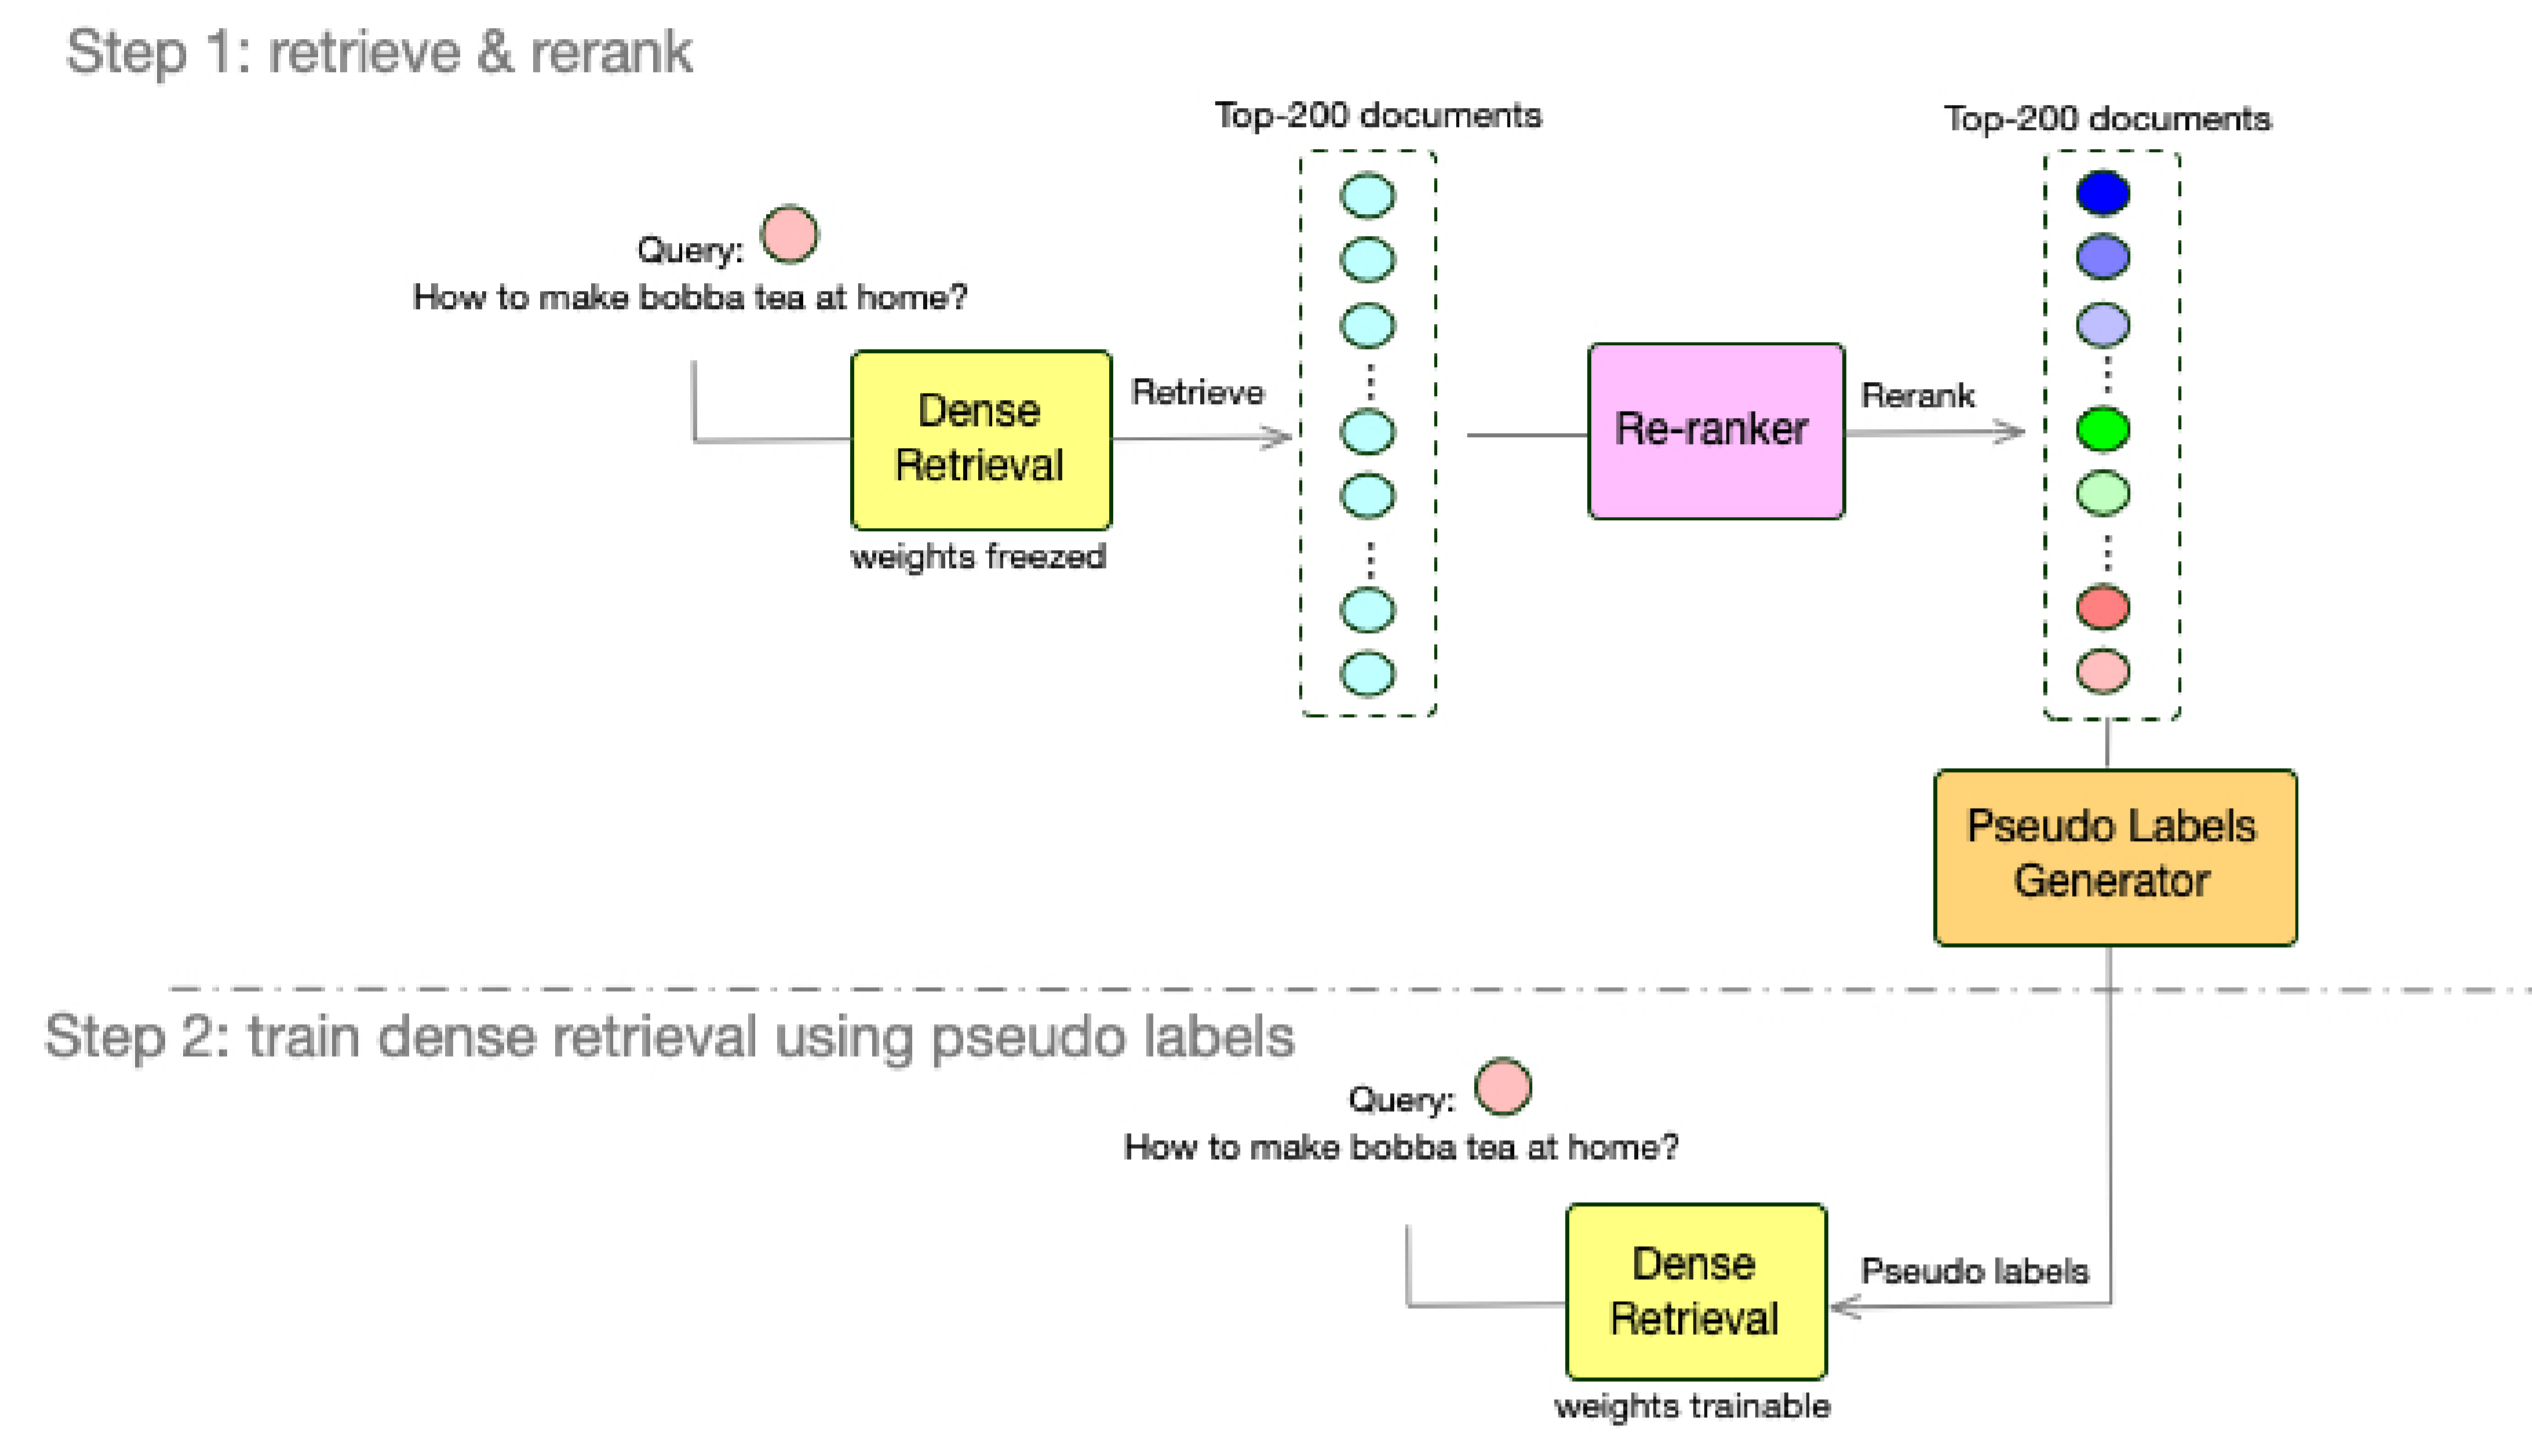 Step 1: retrieve & rerank
Top-200 documents
Top-200 documents
Query:
How to make bobba tea at home?
Dense
Retrieval
weights freezed
Retrieve
Re-ranker
Rerank
Pseudo Labels
Generator
Step 2: train dense retrieval using pseudo labels
Query:
How to make bobba tea at home?
Dense
Retrieval
weights trainable
Pseudo labels